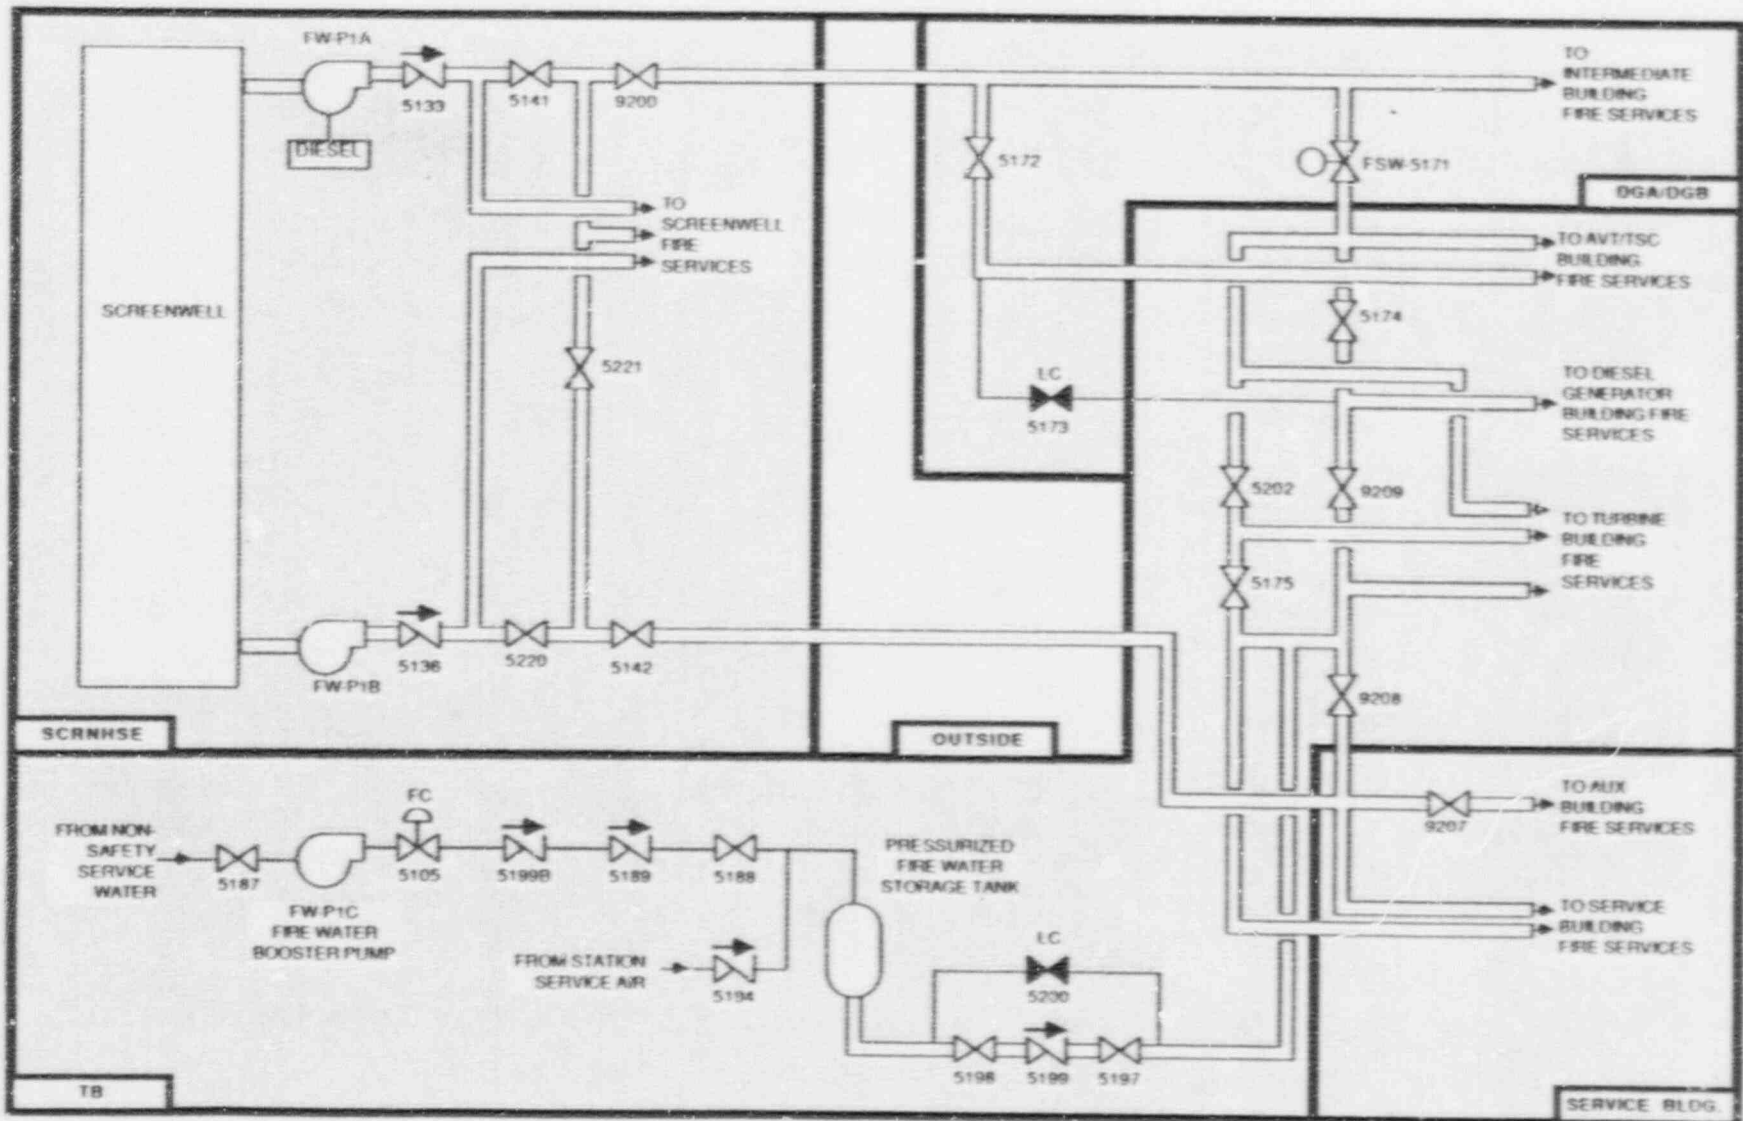 FW-P1A
5133
5141
9200
DIESEL
TO
SCREENWELL
FIRE
SERVICES
SCREENWELL
5221
5136
5220
5142
FW-P1B
SCRNHSE
OUTSIDE
5172
FSW-5171
TO
INTERMEDIATE
BUILDING
FIRE SERVICES
DGA/DGB
TO AVT/TSC
BUILDING
FIRE SERVICES
5174
LC
5173
TO DIESEL
GENERATOR
BUILDING FIRE
SERVICES
5202
9209
TO TURBINE
BUILDING
FIRE
SERVICES
5175
9208
TO AUX
BUILDING
FIRE SERVICES
9207
TO SERVICE
BUILDING
FIRE SERVICES
SERVICE BLDG.
FROM NON-
SAFETY
SERVICE
WATER
5187
FW-P1C
FIRE WATER
BOOSTER PUMP
FC
5105
5199B
5189
5188
PRESSURIZED
FIRE WATER
STORAGE TANK
FROM STATION
SERVICE AIR
5194
LC
5200
5198
5199
5197
TB